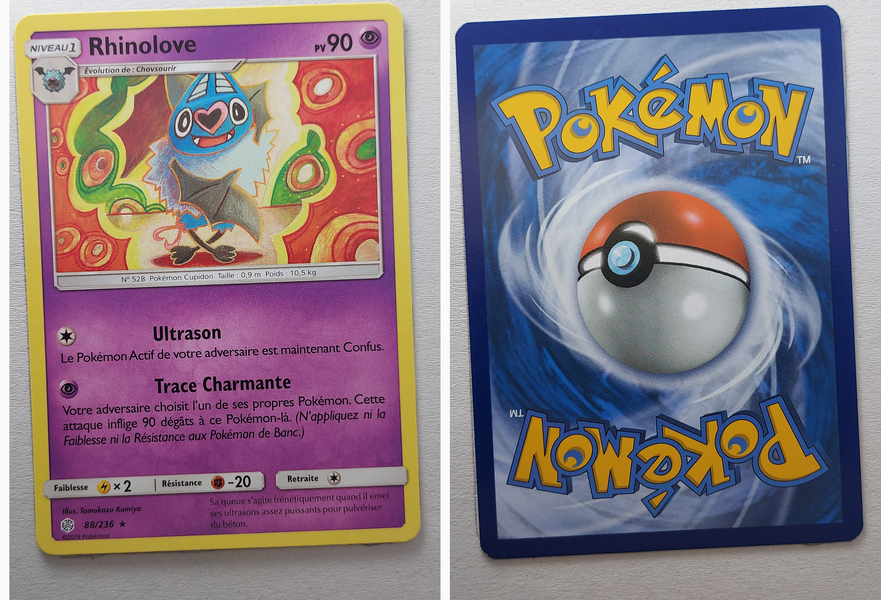 NIVEAU 1
Rhinolove
PV 90
Évolution de : Chovsourir
N° 528 Pokémon Cupidon Taille : 0,9 m Poids : 10,5 kg
Ultrason
Le Pokémon Actif de votre adversaire est maintenant Confus.
Trace Charmante
Votre adversaire choisit l'un de ses propres Pokémon. Cette
attaque inflige 90 dégâts à ce Pokémon-là. (N'appliquez ni la
Faiblesse ni la Résistance aux Pokémon de Banc.)
Faiblesse ×2 Résistance -20 Retraite
Illus. Tomokazu Komiya
88/236 ★
©2019 Pokémon
Sa queue s'agite frénétiquement quand il émet
ses ultrasons assez puissants pour pulvériser
du béton.
POKéMON
TM
TM
POKéMON